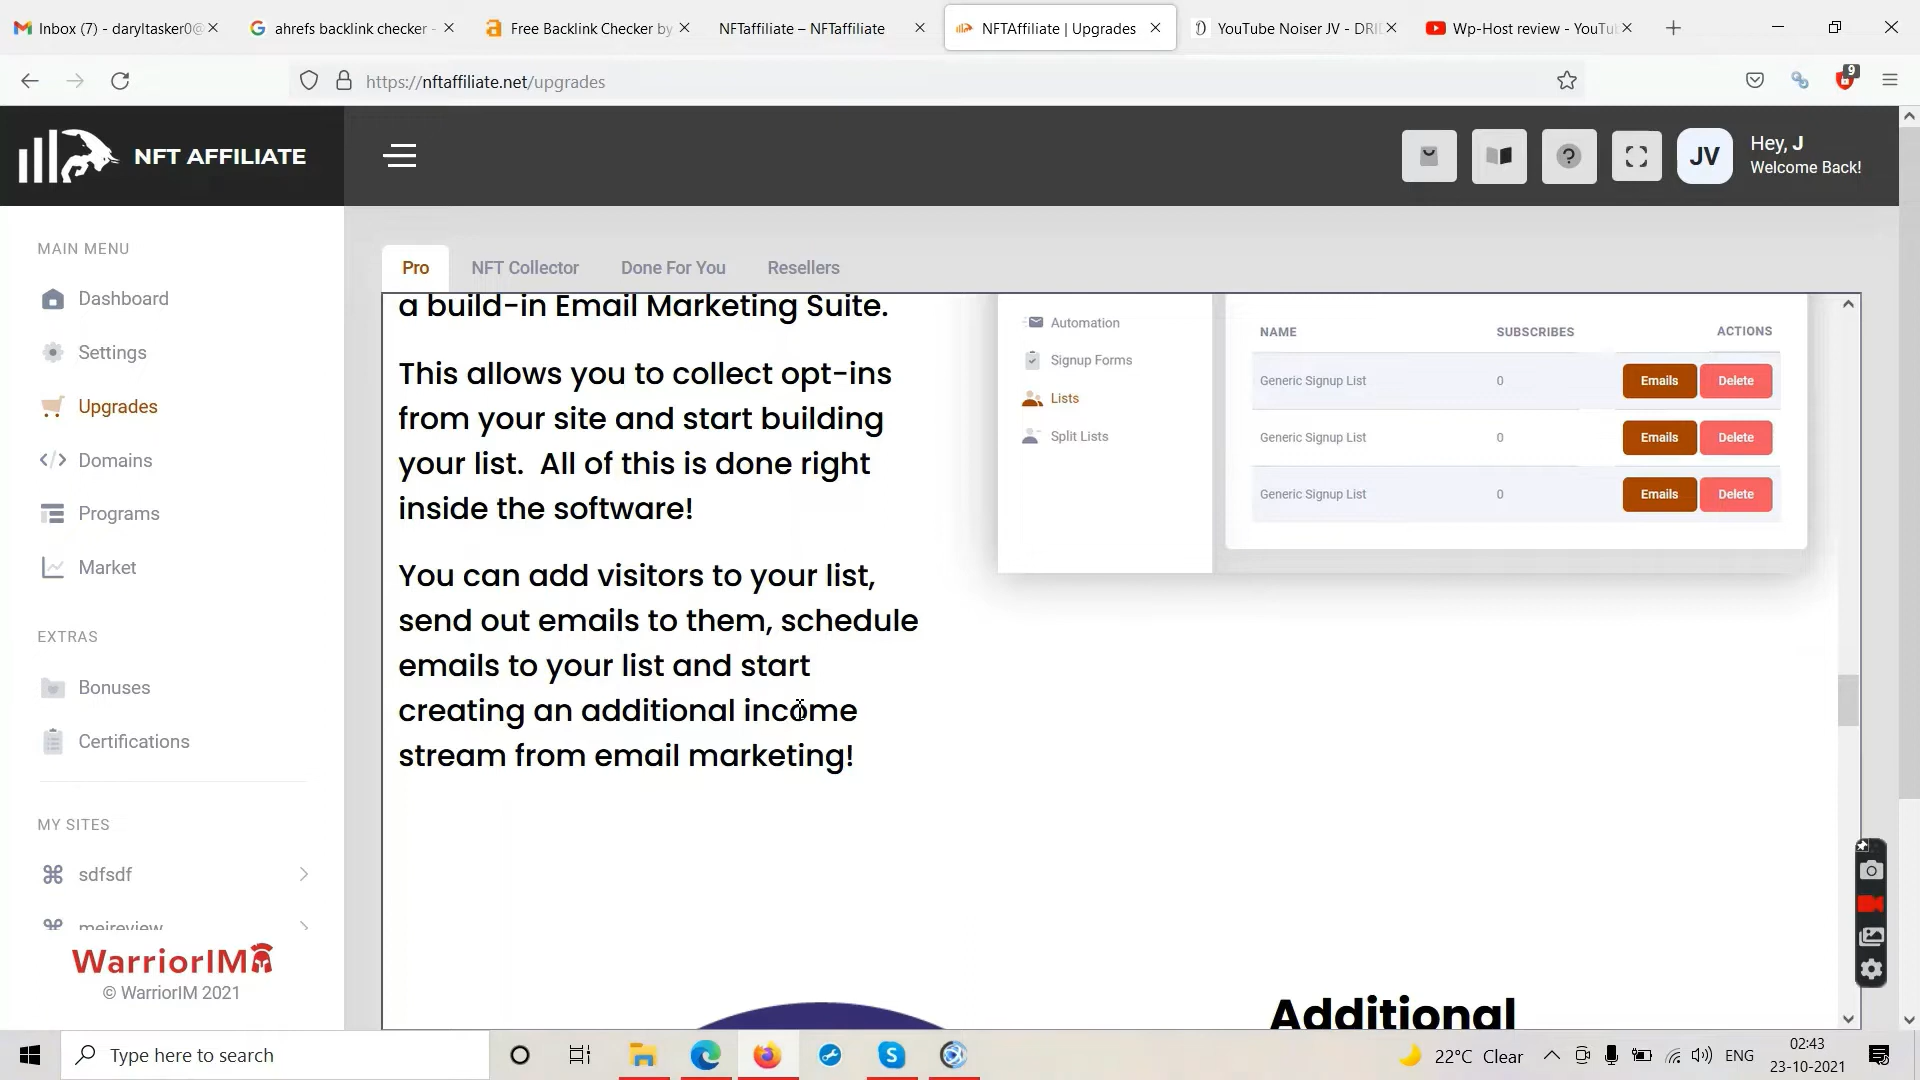 Inbox (7) - daryltasker0@
ahrefs backlink checker -
Free Backlink Checker by
NFTaffiliate – NFTaffiliate
NFTAffiliate | Upgrades
YouTube Noiser JV - DRI
Wp-Host review - YouTu
https://nftaffiliate.net/upgrades
9
NFT AFFILIATE
JV
Hey, J
Welcome Back!
MAIN MENU
Dashboard
Settings
Upgrades
Domains
Programs
Market
EXTRAS
Bonuses
Certifications
MY SITES
sdfsdf
meireview
WarriorIM
© WarriorIM 2021
Pro
NFT Collector
Done For You
Resellers
a build-in Email Marketing Suite.
This allows you to collect opt-ins
from your site and start building
your list. All of this is done right
inside the software!
You can add visitors to your list,
send out emails to them, schedule
emails to your list and start
creating an additional income
stream from email marketing!
Automation
Signup Forms
Lists
Split Lists
NAME SUBSCRIBES ACTIONS
Generic Signup List 0 Emails Delete
Generic Signup List 0 Emails Delete
Generic Signup List 0 Emails Delete
Additional
Type here to search
22°C Clear
ENG
02:43
23-10-2021